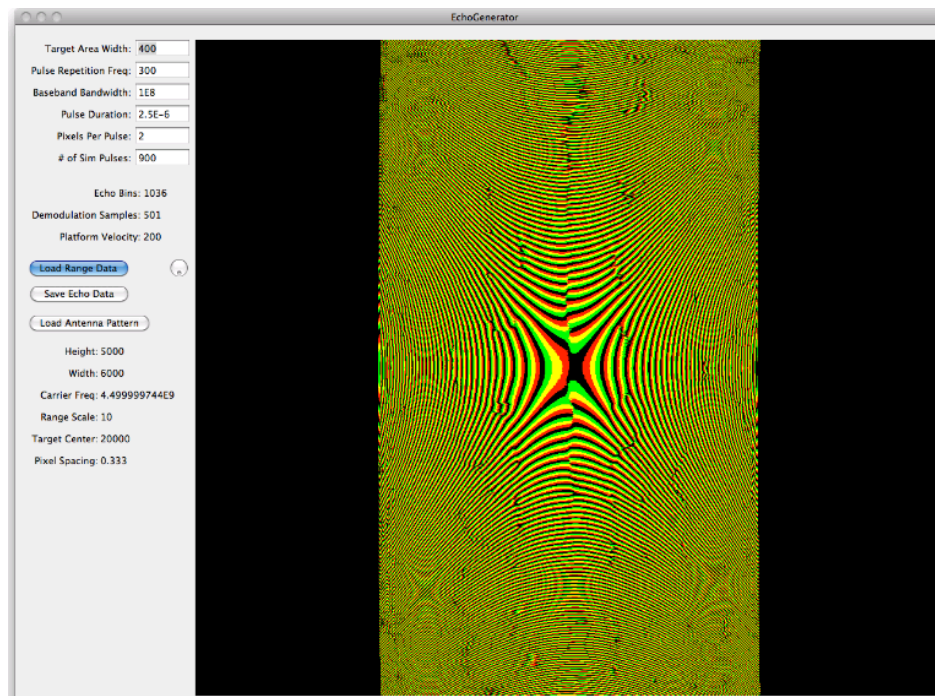 EchoGenerator
Target Area Width: 400
Pulse Repetition Freq: 300
Baseband Bandwidth: 1E8
Pulse Duration: 2.5E-6
Pixels Per Pulse: 2
# of Sim Pulses: 900
Echo Bins: 1036
Demodulation Samples: 501
Platform Velocity: 200
Load Range Data
Save Echo Data
Load Antenna Pattern
Height: 5000
Width: 6000
Carrier Freq: 4.499999744E9
Range Scale: 10
Target Center: 20000
Pixel Spacing: 0.333